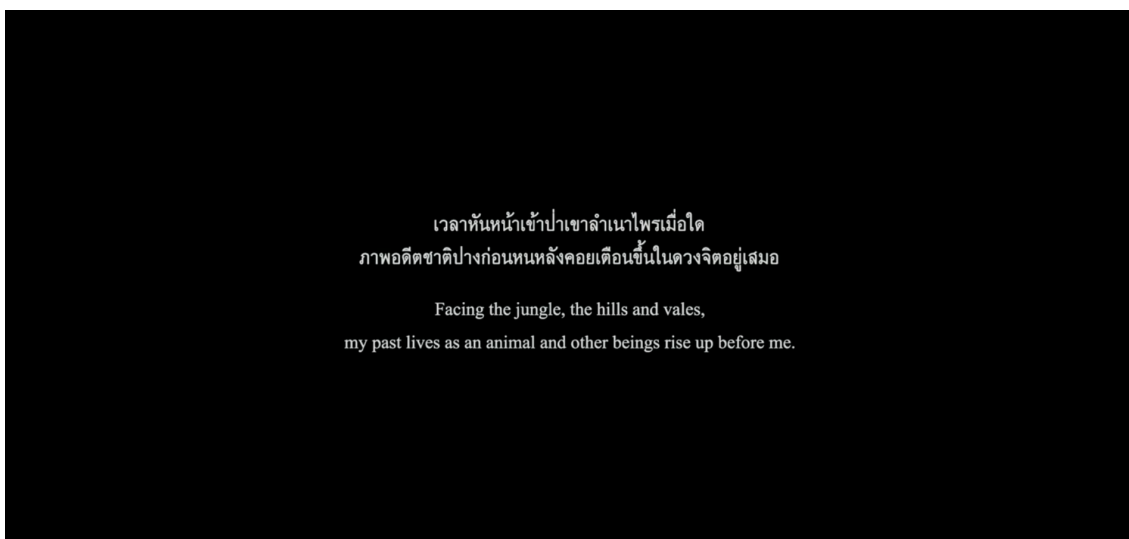 เวลาหันหน้าเข้าป่าเขาลำเนาไพรเมื่อใด
ภาพอดีตชาติปางก่อนหนหลังคอยเตือนขึ้นในดวงจิตอยู่เสมอ
Facing the jungle, the hills and vales,
my past lives as an animal and other beings rise up before me.